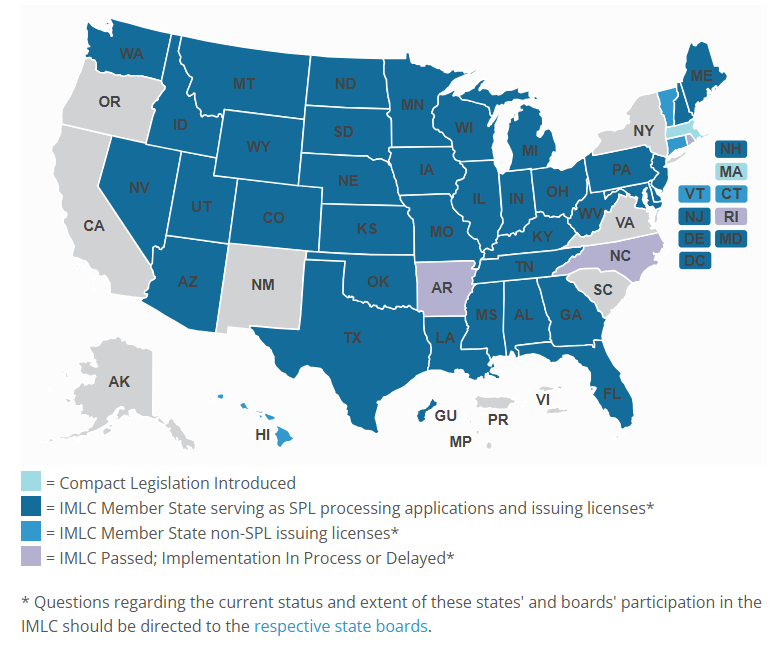 WA
ME
MT
ND
OR
MN
ID
SD
WI
NY
WY
MI
NH
IA
PA
MA
NE
NV
OH
VT
CT
UT
IL
IN
CO
WV
NJ
RI
CA
KS
MO
VA
KY
DE
MD
NC
DC
TN
AZ
OK
NM
AR
SC
MS
AL
GA
TX
LA
AK
FL
VI
GU
PR
HI
MP
= Compact Legislation Introduced
= IMLC Member State serving as SPL processing applications and issuing licenses*
= IMLC Member State non-SPL issuing licenses*
= IMLC Passed; Implementation In Process or Delayed*
* Questions regarding the current status and extent of these states' and boards' participation in the
IMLC should be directed to the respective state boards.